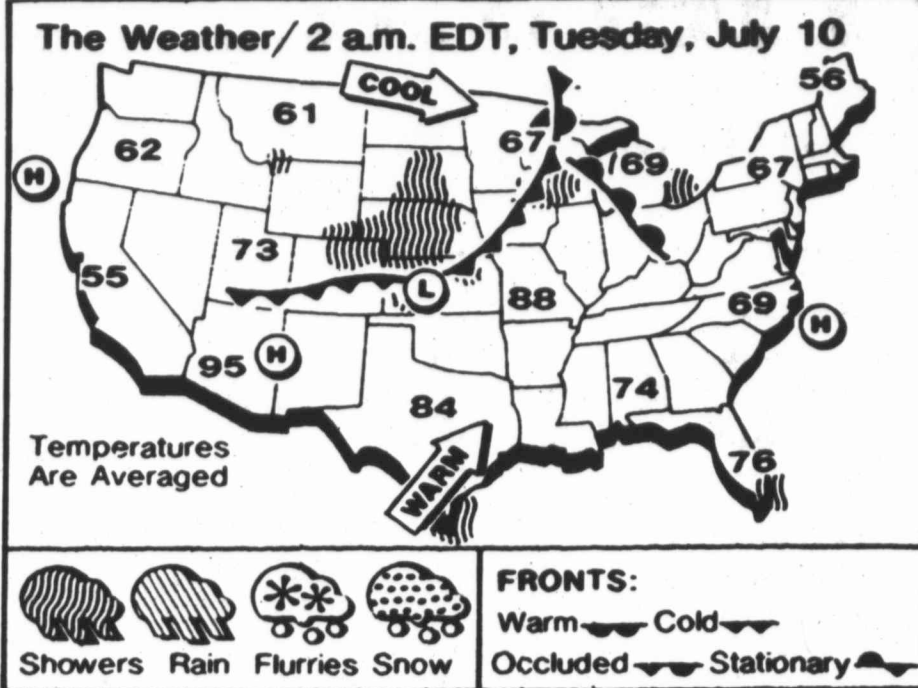 The Weather/ 2 a.m. EDT, Tuesday, July 10
COOL
56
61
67
69
67
62
H
73
55
L
88
69
H
95
H
74
84
Temperatures
Are Averaged
WARM
76
Showers Rain Flurries Snow
FRONTS:
Warm Cold
Occluded Stationary